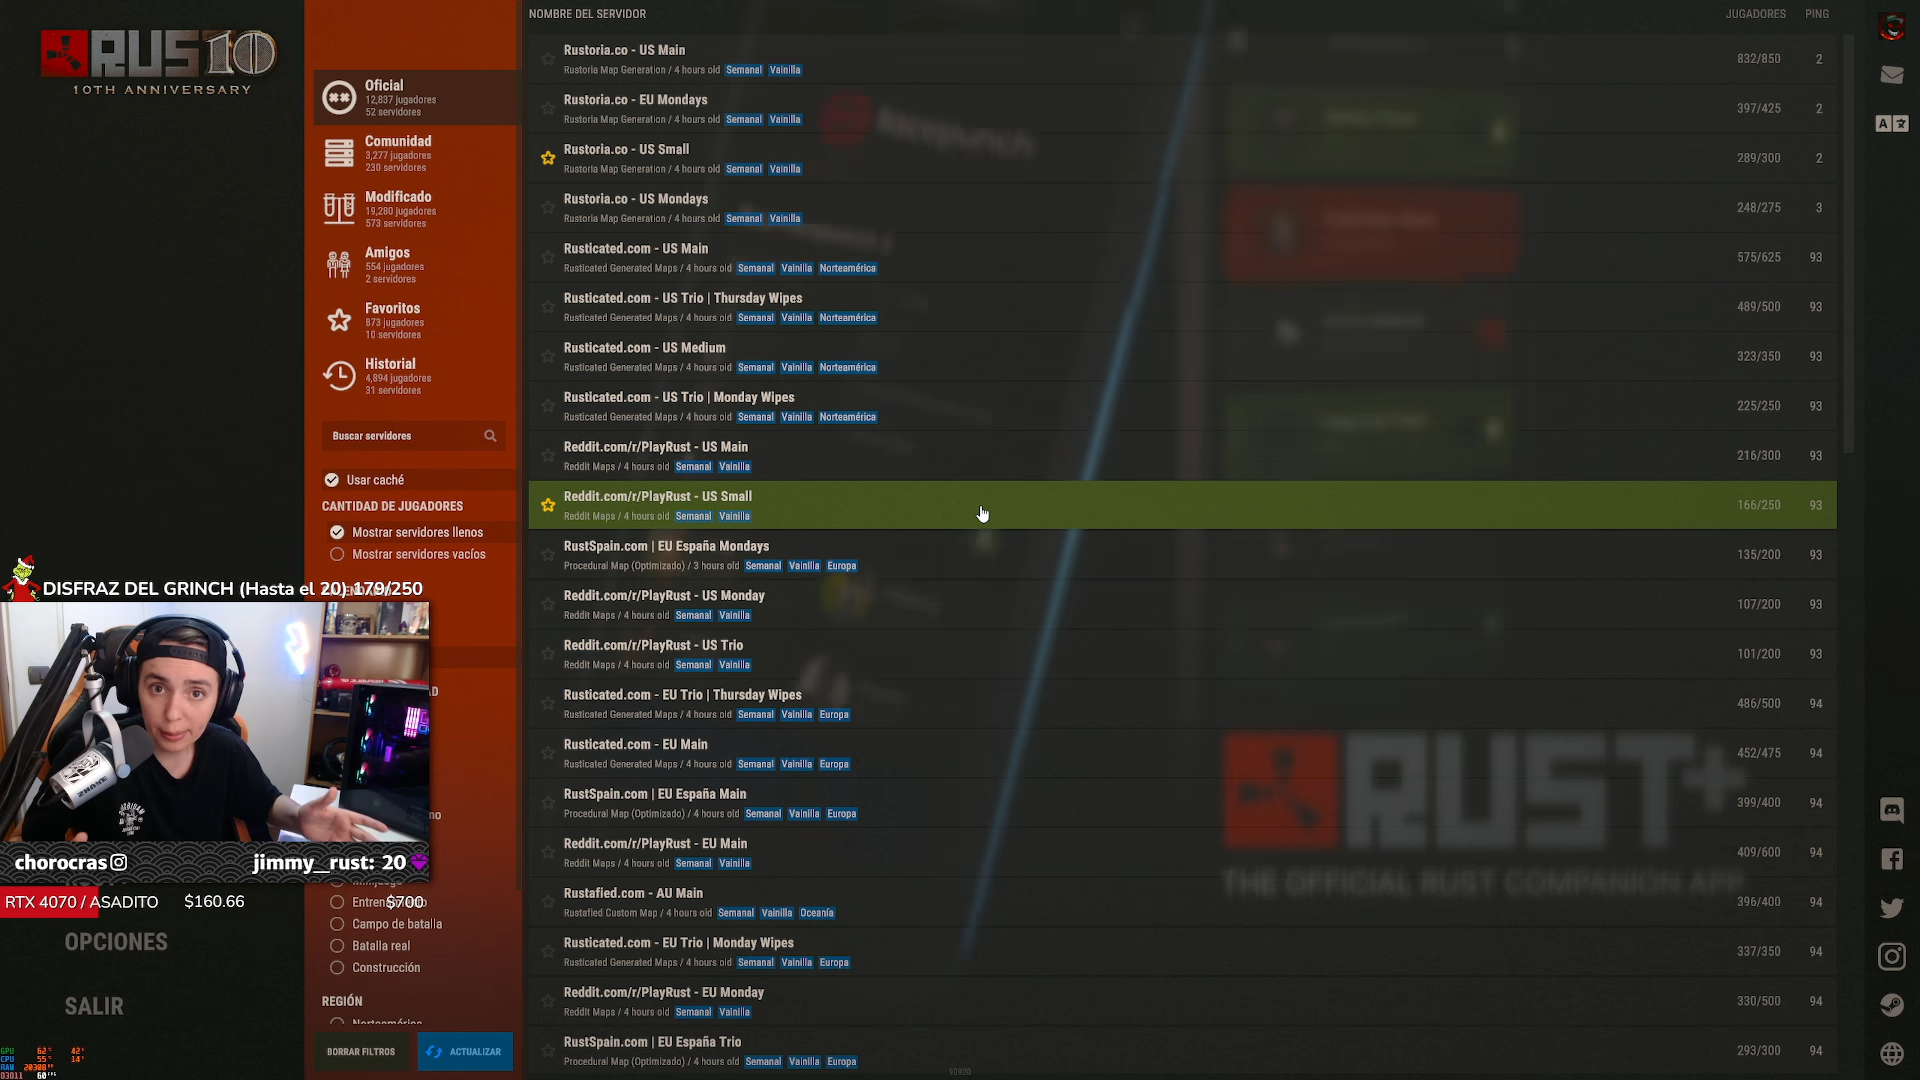 RUS10
10TH ANNIVERSARY
OPCIONES
SALIR
Oficial
12,837 jugadores
52 servidores
Comunidad
3,277 jugadores
230 servidores
Modificado
19,280 jugadores
573 servidores
Amigos
554 jugadores
2 servidores
Favoritos
873 jugadores
10 servidores
Historial
4,894 jugadores
31 servidores
Buscar servidores
Usar caché
CANTIDAD DE JUGADORES
Mostrar servidores llenos
Mostrar servidores vacíos
DISFRAZ DEL GRINCH (Hasta el 20) 179/250
chorocras
jimmy_rust: 20
RTX 4070 / ASADITO $160.66 $700
Campo de batalla
Batalla real
Construcción
REGIÓN
Norteamérica
BORRAR FILTROS
ACTUALIZAR
NOMBRE DEL SERVIDOR JUGADORES PING
Rustoria.co - US Main 832/850 2
Rustoria Map Generation / 4 hours old Semanal Vainilla
Rustoria.co - EU Mondays 397/425 2
Rustoria Map Generation / 4 hours old Semanal Vainilla
Rustoria.co - US Small 289/300 2
Rustoria Map Generation / 4 hours old Semanal Vainilla
Rustoria.co - US Mondays 248/275 3
Rustoria Map Generation / 4 hours old Semanal Vainilla
Rusticated.com - US Main 575/625 93
Rusticated Generated Maps / 4 hours old Semanal Vainilla Norteamérica
Rusticated.com - US Trio | Thursday Wipes 489/500 93
Rusticated Generated Maps / 4 hours old Semanal Vainilla Norteamérica
Rusticated.com - US Medium 323/350 93
Rusticated Generated Maps / 4 hours old Semanal Vainilla Norteamérica
Rusticated.com - US Trio | Monday Wipes 225/250 93
Rusticated Generated Maps / 4 hours old Semanal Vainilla Norteamérica
Reddit.com/r/PlayRust - US Main 216/300 93
Reddit Maps / 4 hours old Semanal Vainilla
Reddit.com/r/PlayRust - US Small 166/250 93
Reddit Maps / 4 hours old Semanal Vainilla
RustSpain.com | EU España Mondays 135/200 93
Procedural Map (Optimizado) / 3 hours old Semanal Vainilla Europa
Reddit.com/r/PlayRust - US Monday 107/200 93
Reddit Maps / 4 hours old Semanal Vainilla
Reddit.com/r/PlayRust - US Trio 101/200 93
Reddit Maps / 4 hours old Semanal Vainilla
Rusticated.com - EU Trio | Thursday Wipes 486/500 94
Rusticated Generated Maps / 4 hours old Semanal Vainilla Europa
Rusticated.com - EU Main 452/475 94
Rusticated Generated Maps / 4 hours old Semanal Vainilla Europa
RustSpain.com | EU España Main 399/400 94
Procedural Map (Optimizado) / 4 hours old Semanal Vainilla Europa
Reddit.com/r/PlayRust - EU Main 409/600 94
Reddit Maps / 4 hours old Semanal Vainilla
Rustafied.com - AU Main 396/400 94
Rustafied Custom Map / 4 hours old Semanal Vainilla Oceanía
Rusticated.com - EU Trio | Monday Wipes 337/350 94
Rusticated Generated Maps / 4 hours old Semanal Vainilla Europa
Reddit.com/r/PlayRust - EU Monday 330/500 94
Reddit Maps / 4 hours old Semanal Vainilla
RustSpain.com | EU España Trio 293/300 94
Procedural Map (Optimizado) / 4 hours old Semanal Vainilla Europa
RUST+
THE OFFICIAL RUST COMPANION APP